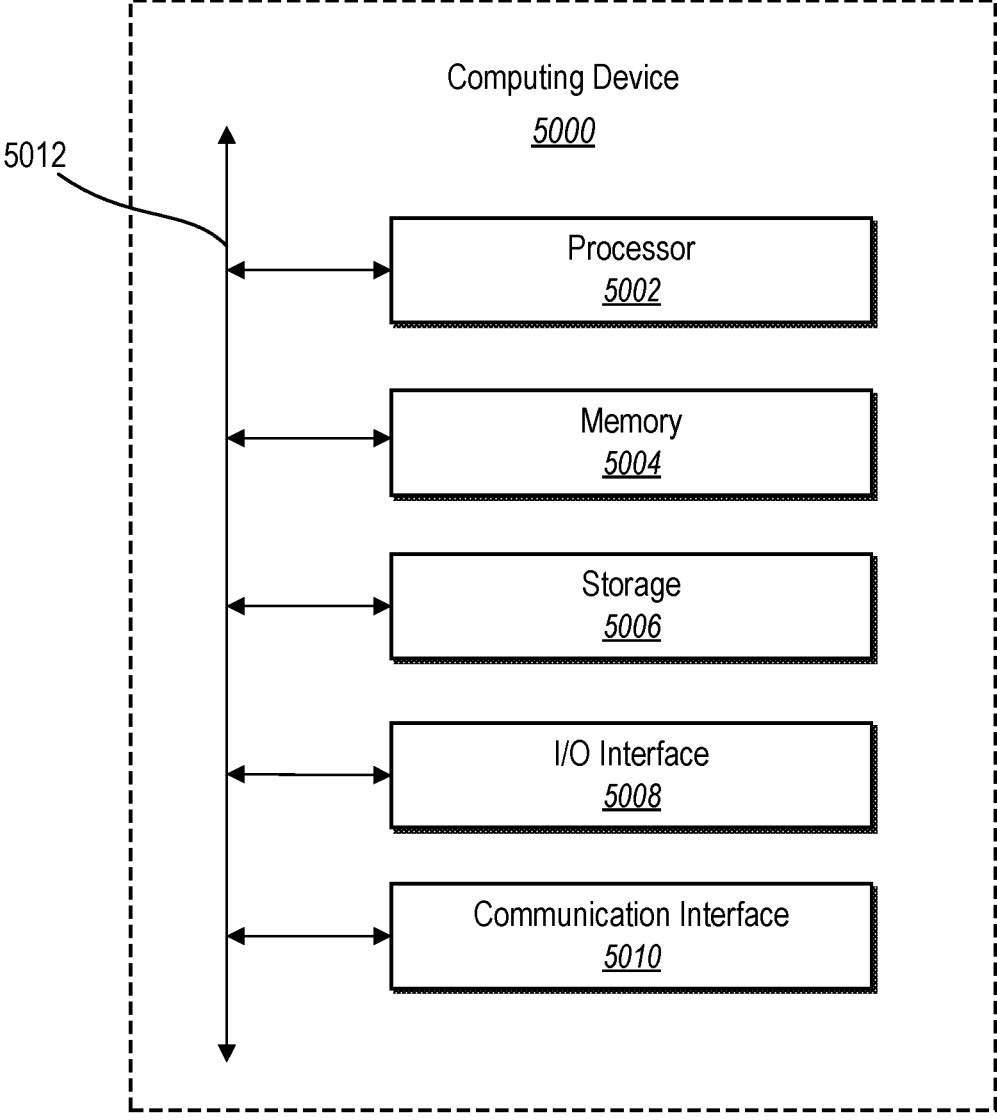 Computing Device
5000
5012
Processor
5002
Memory
5004
Storage
5006
I/O Interface
5008
Communication Interface
5010